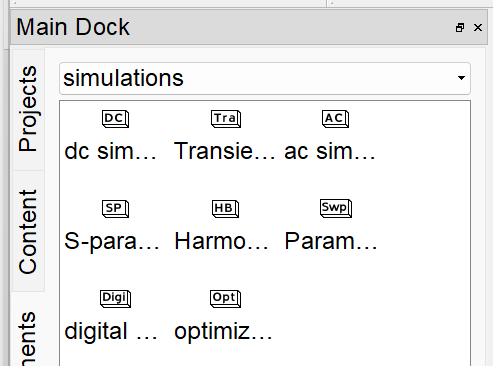 Main Dock
Projects
Content
simulations
DC Tra AC
dc sim… Transie… ac sim…
SP HB Swp
S-para… Harmo… Param…
Digi Opt
digital … optimiz…